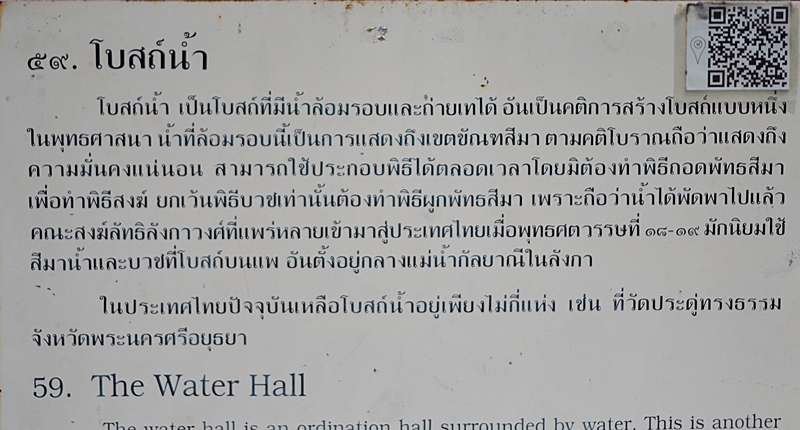 ๕๙. โบสถ์น้ำ
โบสถ์น้ำ เป็นโบสถ์ที่มีน้ำล้อมรอบและถ่ายเทได้ อันเป็นคติการสร้างโบสถ์แบบหนึ่ง
ในพุทธศาสนา น้ำที่ล้อมรอบนี้เป็นการแสดงถึงเขตขัณฑสีมา ตามคติโบราณถือว่าแสดงถึง
ความมั่นคงแน่นอน สามารถใช้ประกอบพิธีได้ตลอดเวลาโดยมิต้องทำพิธีถอดพัทธสีมา
เพื่อทำพิธีสงฆ์ ยกเว้นพิธีบวชเท่านั้นต้องทำพิธีผูกพัทธสีมา เพราะถือว่าน้ำได้พัดพาไปแล้ว
คณะสงฆ์ลัทธิลังกาวงศ์ที่แพร่หลายเข้ามาสู่ประเทศไทยเมื่อพุทธศตวรรษที่ ๑๘-๑๙ มักนิยมใช้
สีมาน้ำและบวชที่โบสถ์บนแพ อันตั้งอยู่กลางแม่น้ำกัลยาณีในลังกา
ในประเทศไทยปัจจุบันเหลือโบสถ์น้ำอยู่เพียงไม่กี่แห่ง เช่น ที่วัดประดู่ทรงธรรม
จังหวัดพระนครศรีอยุธยา
59. The Water Hall
The water hall is an ordination hall surrounded by water. This is another